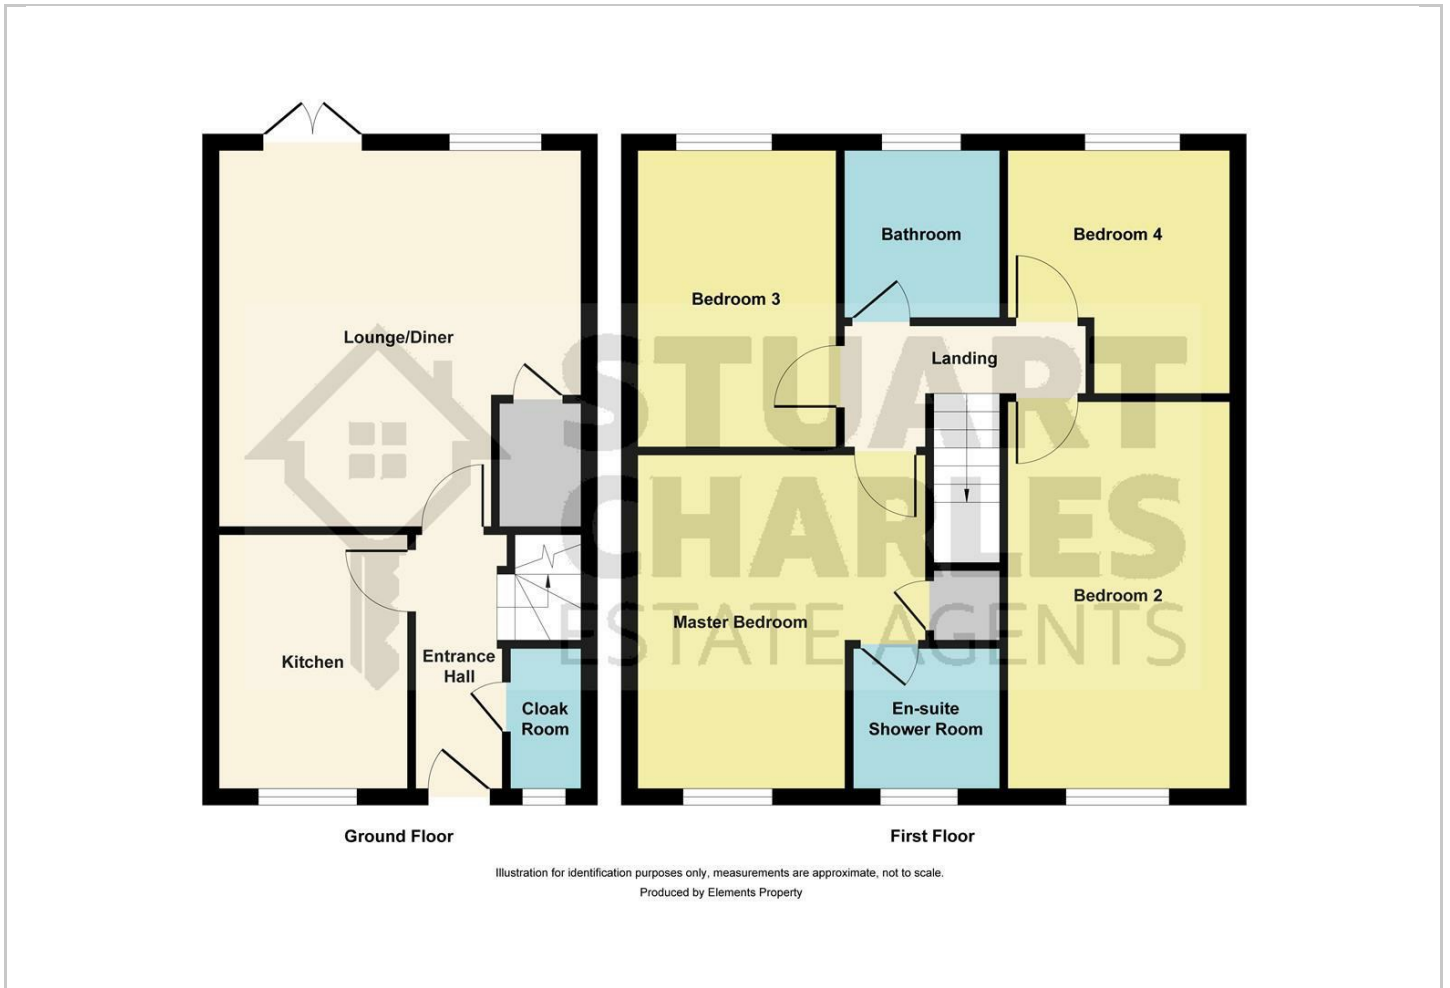 Lounge/Diner
Kitchen
Entrance
Hall
Cloak
Room
Ground Floor
Bedroom 3
Bathroom
Bedroom 4
Landing
Master Bedroom
Bedroom 2
En-suite
Shower Room
First Floor
STUART
CHARLES
ESTATE AGENTS
Illustration for identification purposes only, measurements are approximate, not to scale.
Produced by Elements Property